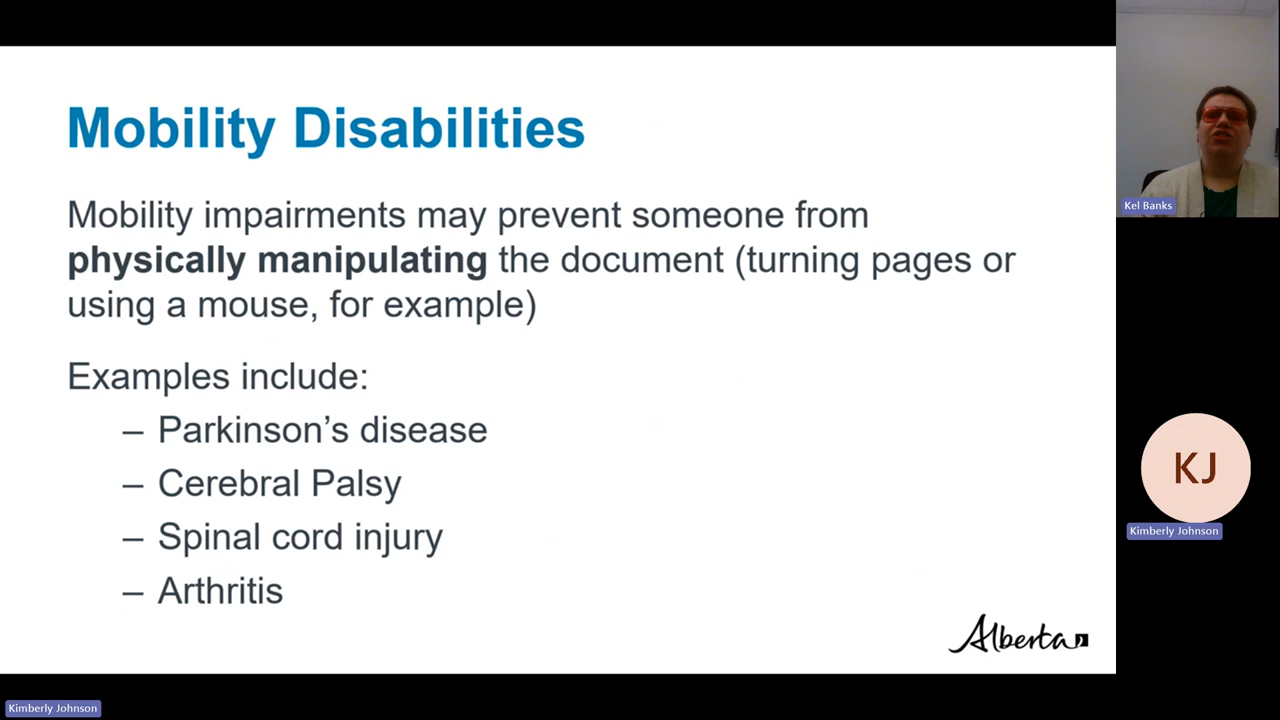 Mobility Disabilities
Mobility impairments may prevent someone from
physically manipulating the document (turning pages or
using a mouse, for example)
Examples include:
– Parkinson’s disease
– Cerebral Palsy
– Spinal cord injury
– Arthritis
Alberta
Kel Banks
KJ
Kimberly Johnson
Kimberly Johnson